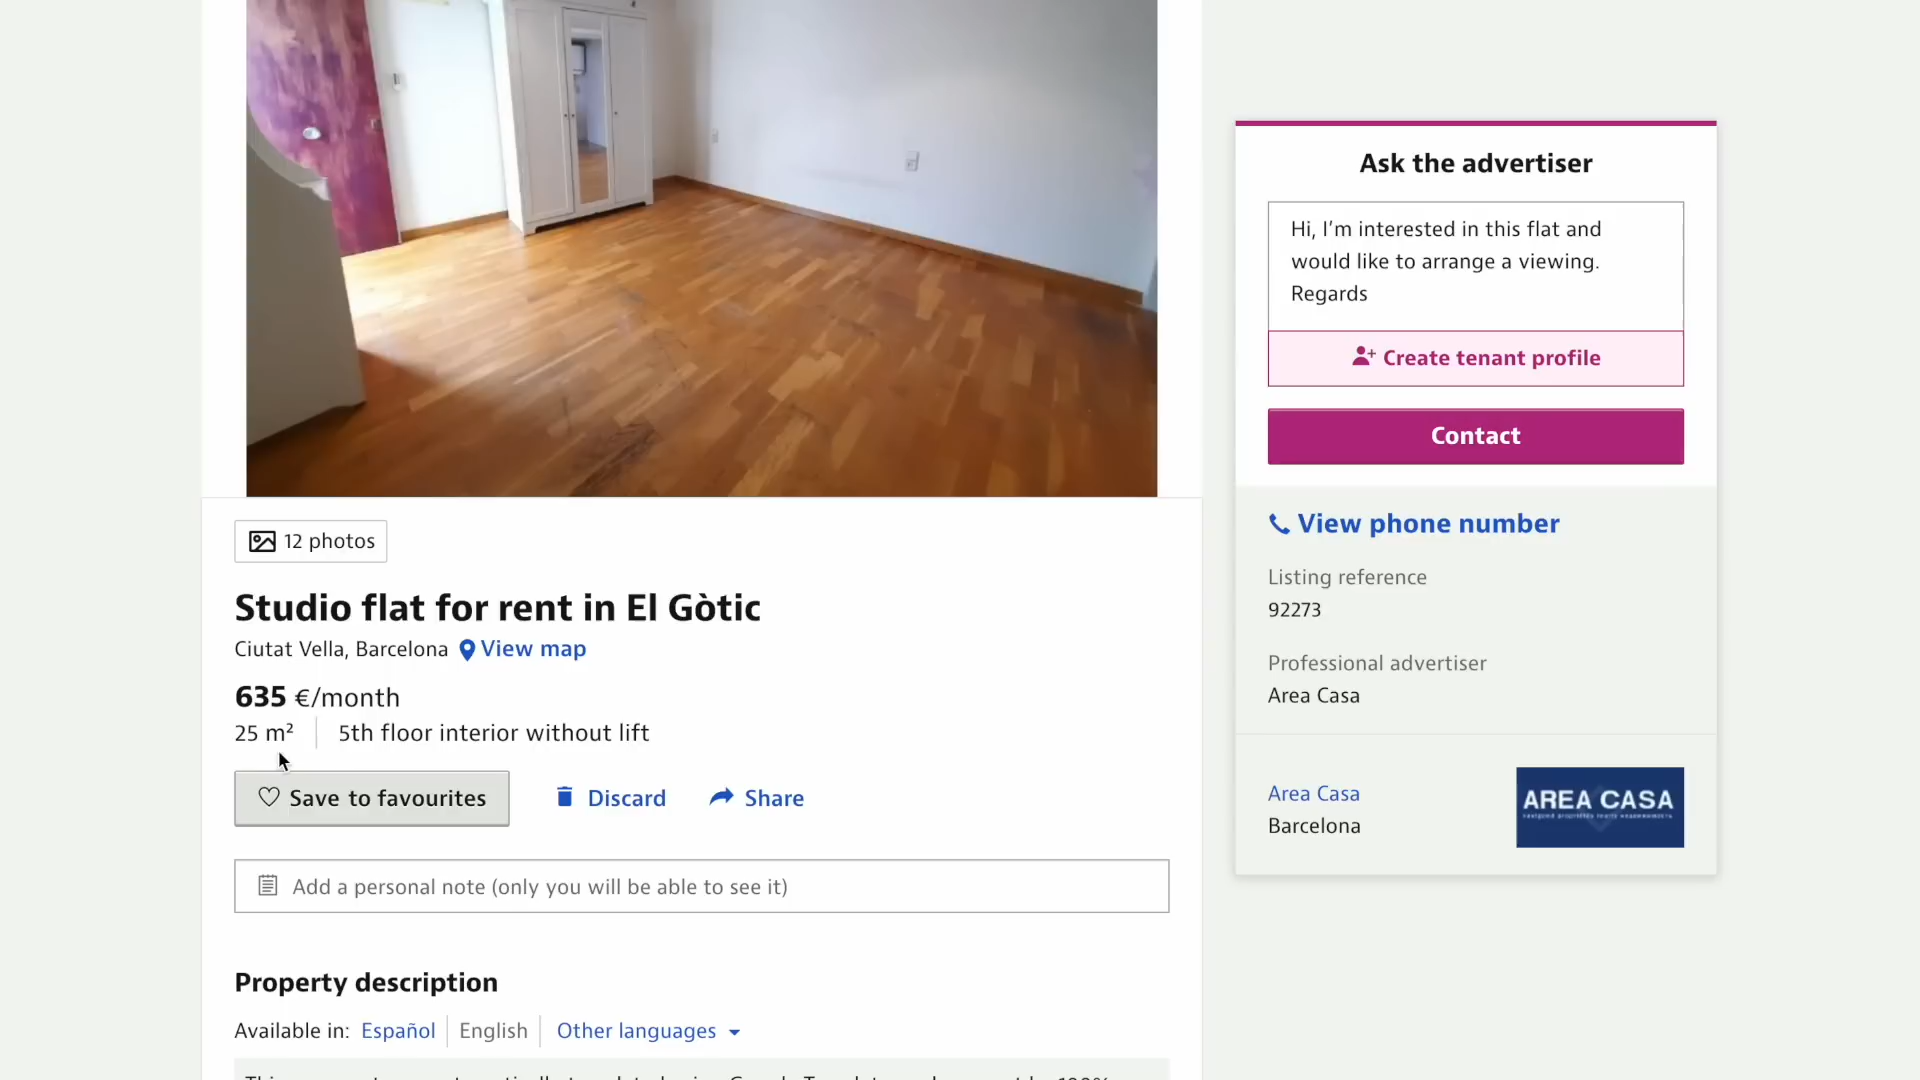 12 photos
Studio flat for rent in El Gòtic
Ciutat Vella, Barcelona View map
635 €/month
25 m² 5th floor interior without lift
Save to favourites Discard Share
Add a personal note (only you will be able to see it)
Property description
Available in: Español English Other languages
Ask the advertiser
Hi, I'm interested in this flat and
would like to arrange a viewing.
Regards
Create tenant profile
Contact
View phone number
Listing reference
92273
Professional advertiser
Area Casa
Area Casa
Barcelona
AREA CASA